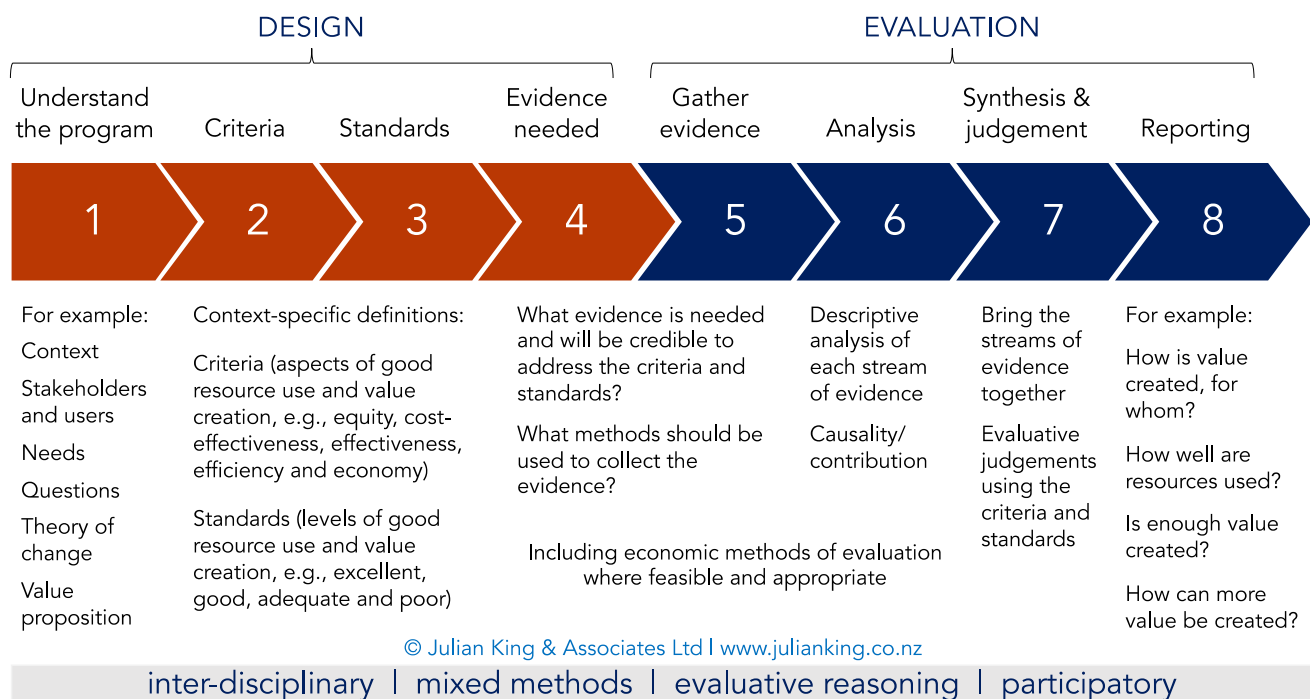 DESIGN
EVALUATION
Understand
the program
Criteria
Standards
Evidence
needed
Gather
evidence
Analysis
Synthesis &
judgement
Reporting
1
2
3
4
5
6
7
8
For example:
Context
Stakeholders
and users
Needs
Questions
Theory of
change
Value
proposition
Context-specific definitions:
Criteria (aspects of good
resource use and value
creation, e.g., equity, cost-
effectiveness, effectiveness,
efficiency and economy)
Standards (levels of good
resource use and value
creation, e.g., excellent,
good, adequate and poor)
What evidence is needed
and will be credible to
address the criteria and
standards?
What methods should be
used to collect the
evidence?
Descriptive
analysis of
each stream
of evidence
Causality/
contribution
Including economic methods of evaluation
where feasible and appropriate
Bring the
streams of
evidence
together
Evaluative
judgements
using the
criteria and
standards
For example:
How is value
created, for
whom?
How well are
resources used?
Is enough value
created?
How can more
value be created?
© Julian King & Associates Ltd l www.julianking.co.nz
inter-disciplinary | mixed methods | evaluative reasoning | participatory